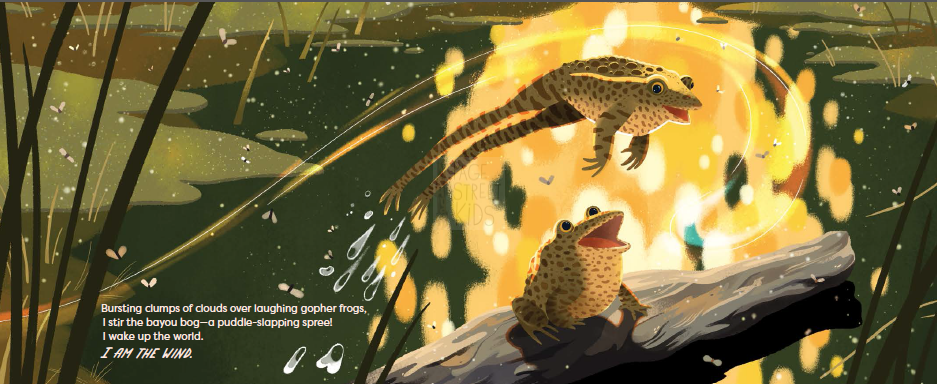 Bursting clumps of clouds over laughing gopher frogs,
I stir the bayou bog—a puddle-slapping spree!
I wake up the world.
I AM THE WIND.